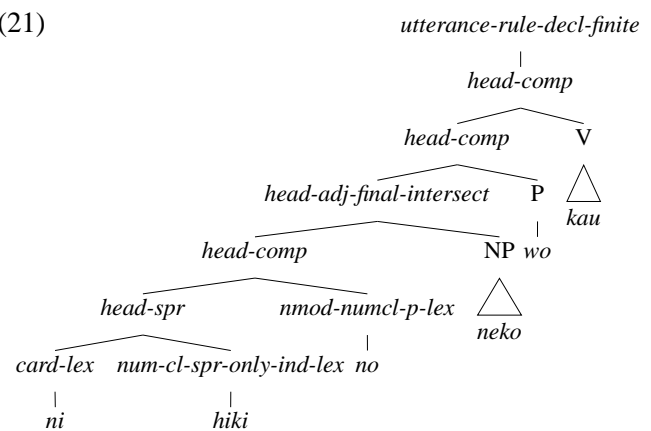 (21)
utterance-rule-decl-finite
head-comp
head-comp V
head-adj-final-intersect P
kau
head-comp NP wo
head-spr nmod-numcl-p-lex
neko
card-lex num-cl-spr-only-ind-lex no
ni hiki